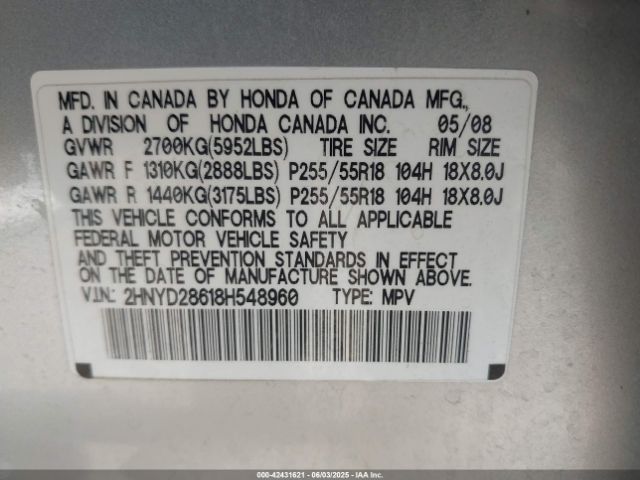 MFD. IN CANADA BY HONDA OF CANADA MFG.,
A DIVISION OF HONDA CANADA INC. 05/08
GVWR 2700KG(5952LBS) TIRE SIZE RIM SIZE
GAWR F 1310KG(2888LBS) P255/55R18 104H 18X8.0J
GAWR R 1440KG(3175LBS) P255/55R18 104H 18X8.0J
THIS VEHICLE CONFORMS TO ALL APPLICABLE
FEDERAL MOTOR VEHICLE SAFETY
AND THEFT PREVENTION STANDARDS IN EFFECT
ON THE DATE OF MANUFACTURE SHOWN ABOVE.
V.I.N.: 2HNYD28618H548960 TYPE: MPV
000-42431621 - 06/03/2025 - IAA Inc.